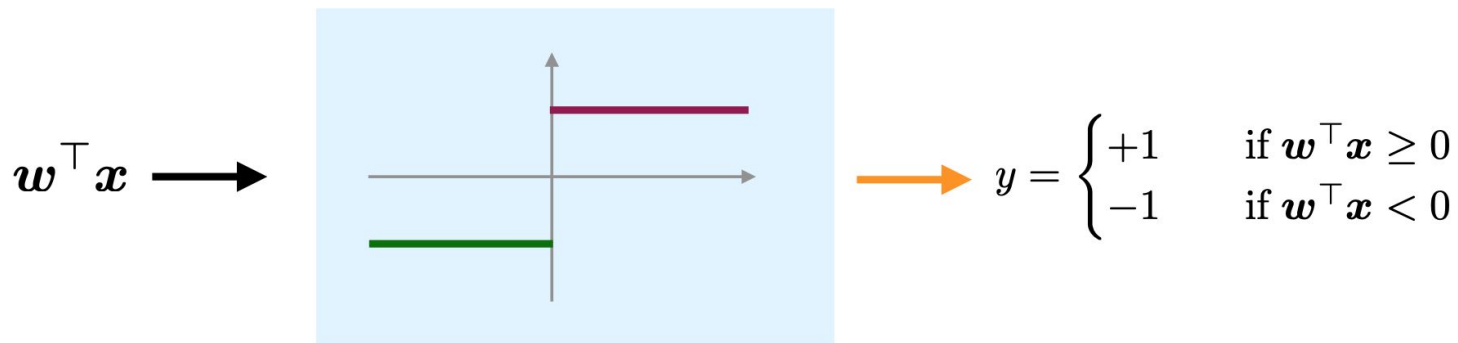 w⊤x
y = { +1 if w⊤x ≥ 0
−1 if w⊤x < 0